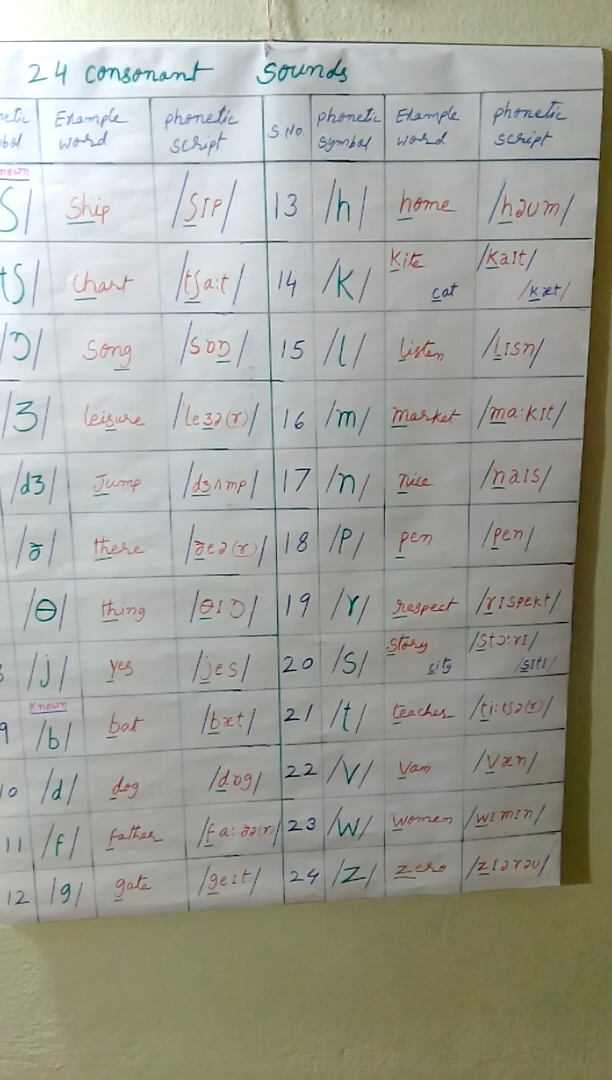 24 consonant sounds
Example word phonetic script S.No. phonetic symbol Example word phonetic script
Ship /ʃɪp/ 13 /h/ home /həʊm/
/tʃ/ chart /tʃa:t/ 14 /K/ Kite cat /kaɪt/ /kæt/
song /sɒŋ/ 15 /l/ listen /lɪsn/
/ʒ/ leisure /leʒə(r)/ 16 /m/ market /ma:kɪt/
/dʒ/ Jump /dʒʌmp/ 17 /n/ nice /naɪs/
/ð/ there /ðeə(r)/ 18 /P/ pen /pen/
/θ/ thing /θɪŋ/ 19 /r/ respect /rɪspekt/
/j/ yes /jes/ 20 /S/ Story city /stɔ:rɪ/ /sɪtɪ/
Known
9 /b/ bat /bæt/ 21 /t/ teacher /ti:tʃə(r)/
10 /d/ dog /dɒg/ 22 /V/ Van /væn/
11 /f/ father /fa:ðə(r)/ 23 /W/ women /wɪmɪn/
12 /g/ gate /geɪt/ 24 /Z/ zero /zɪərəʊ/